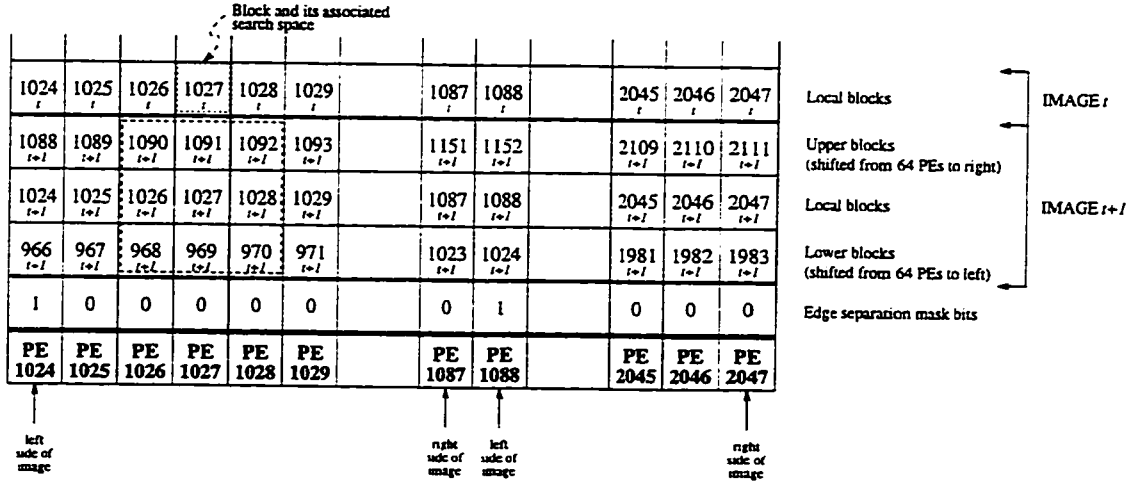 Block and its associated
search space
1024 1025 1026 1027 1028 1029 1087 1088 2045 2046 2047 Local blocks IMAGE t
t t t t t t t t t t t
1088 1089 1090 1091 1092 1093 1151 1152 2109 2110 2111 Upper blocks
t+1 t+1 t+1 t+1 t+1 t+1 t+1 t+1 t+1 t+1 t+1 (shifted from 64 PEs to right)
1024 1025 1026 1027 1028 1029 1087 1088 2045 2046 2047 Local blocks IMAGE t+1
t+1 t+1 t+1 t+1 t+1 t+1 t+1 t+1 t+1 t+1 t+1
966 967 968 969 970 971 1023 1024 1981 1982 1983 Lower blocks
t+1 t+1 t+1 t+1 t+1 t+1 t+1 t+1 t+1 t+1 t+1 (shifted from 64 PEs to left)
1 0 0 0 0 0 0 1 0 0 0 Edge separation mask bits
PE PE PE PE PE PE PE PE PE PE PE
1024 1025 1026 1027 1028 1029 1087 1088 2045 2046 2047
left right left right
side of side of side of side of
image image image image